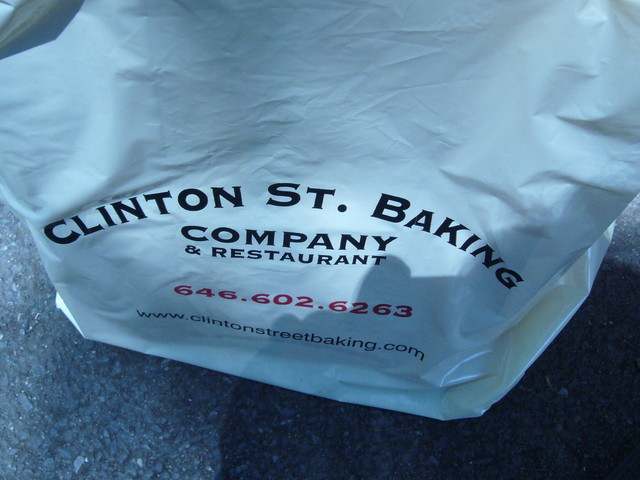 CLINTON ST. BAKING
COMPANY
& RESTAURANT
646.602.6263
www.clintonstreetbaking.com